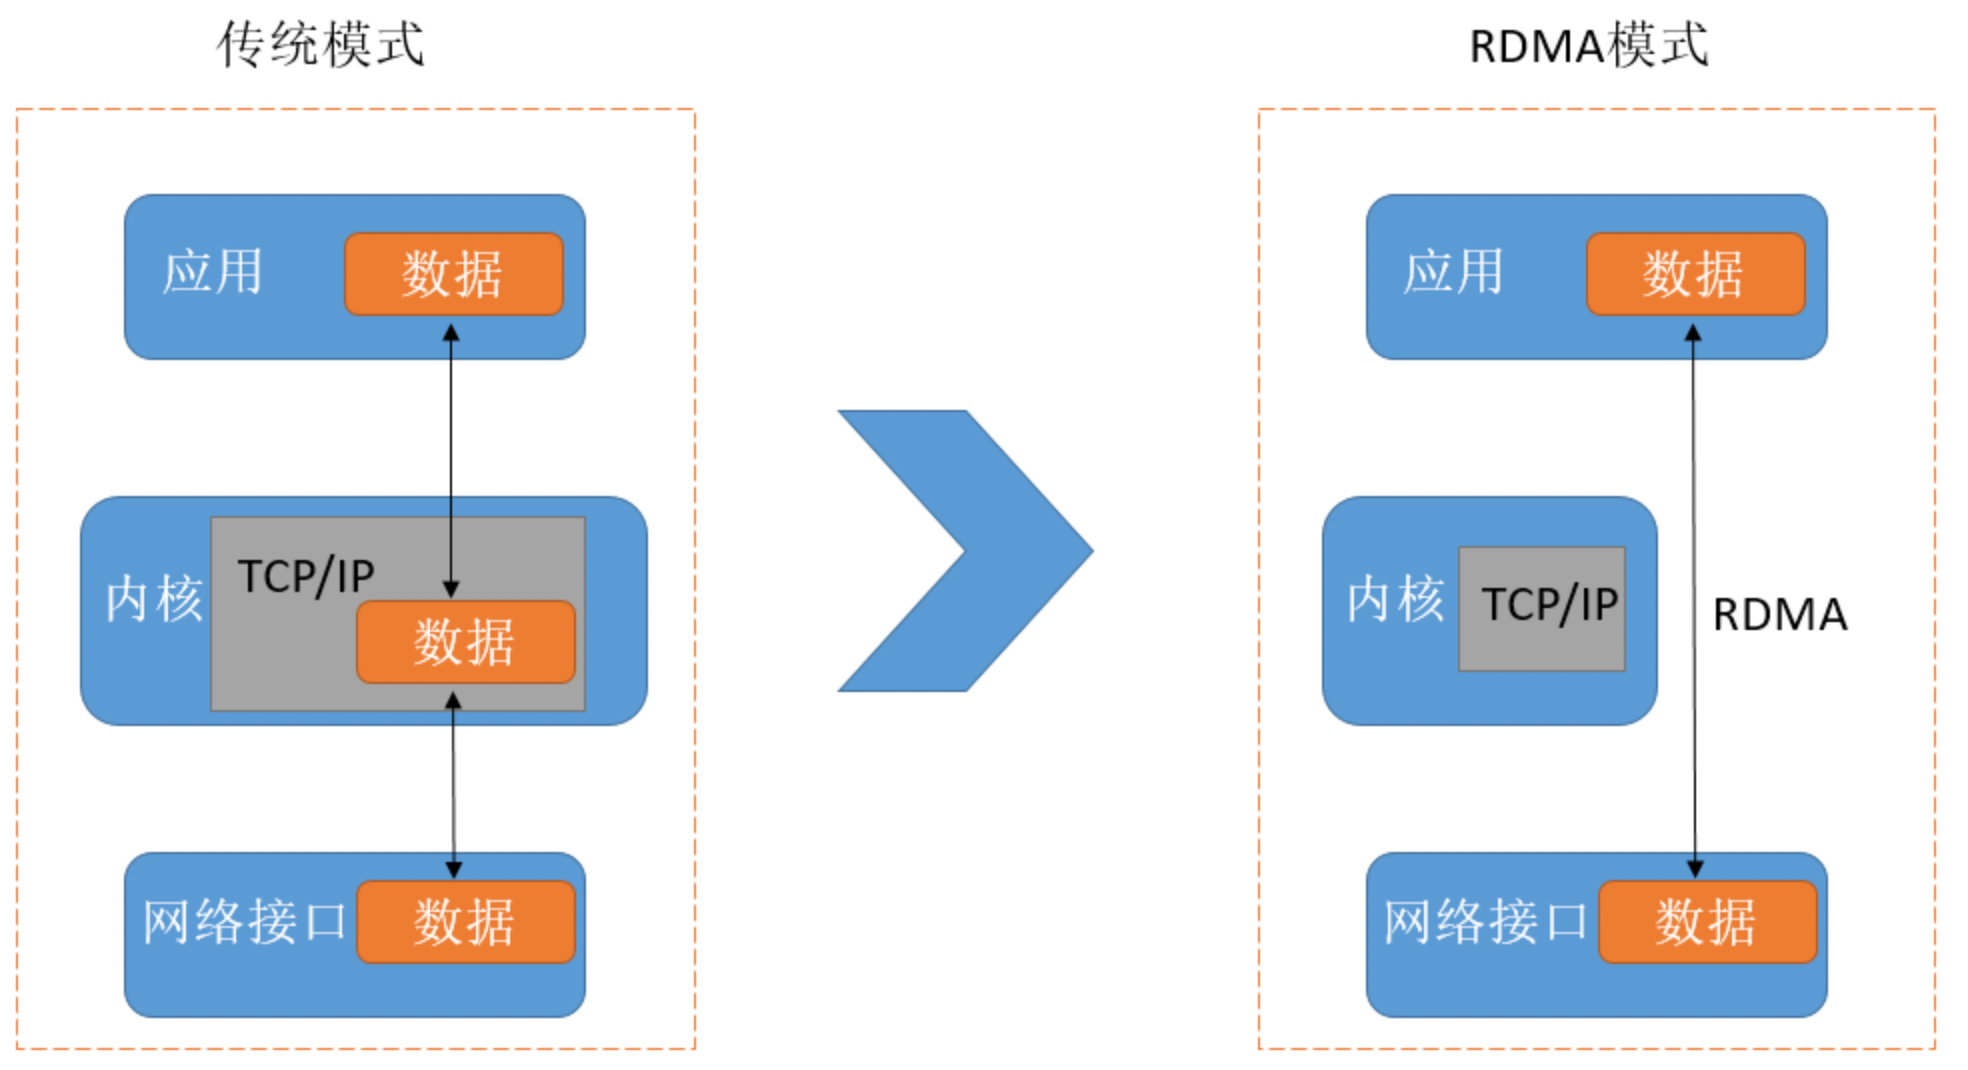 传统模式
应用
数据
内核
TCP/IP
数据
网络接口
数据
RDMA模式
应用
数据
内核
TCP/IP
RDMA
网络接口
数据